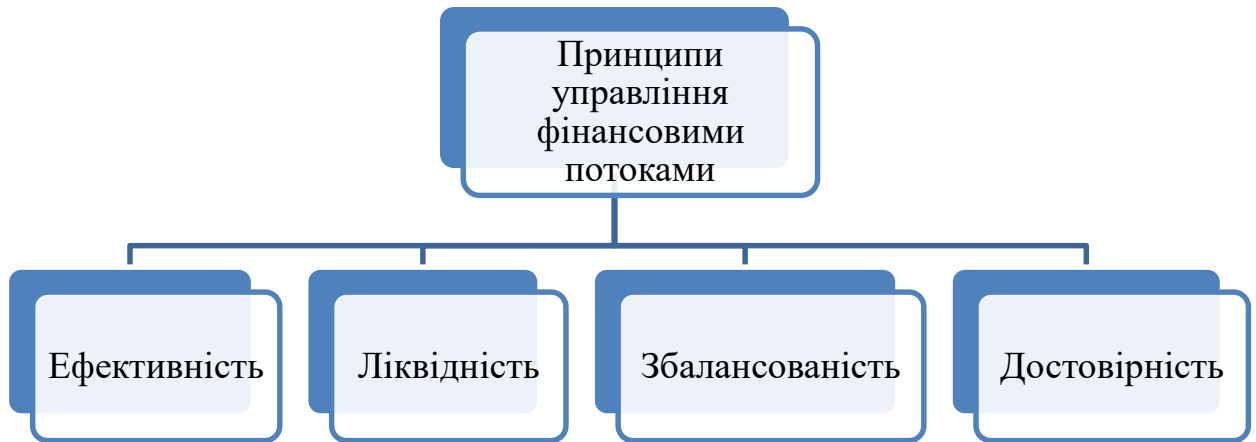 Принципи
управління
фінансовими
потоками
Ефективність
Ліквідність
Збалансованість
Достовірність